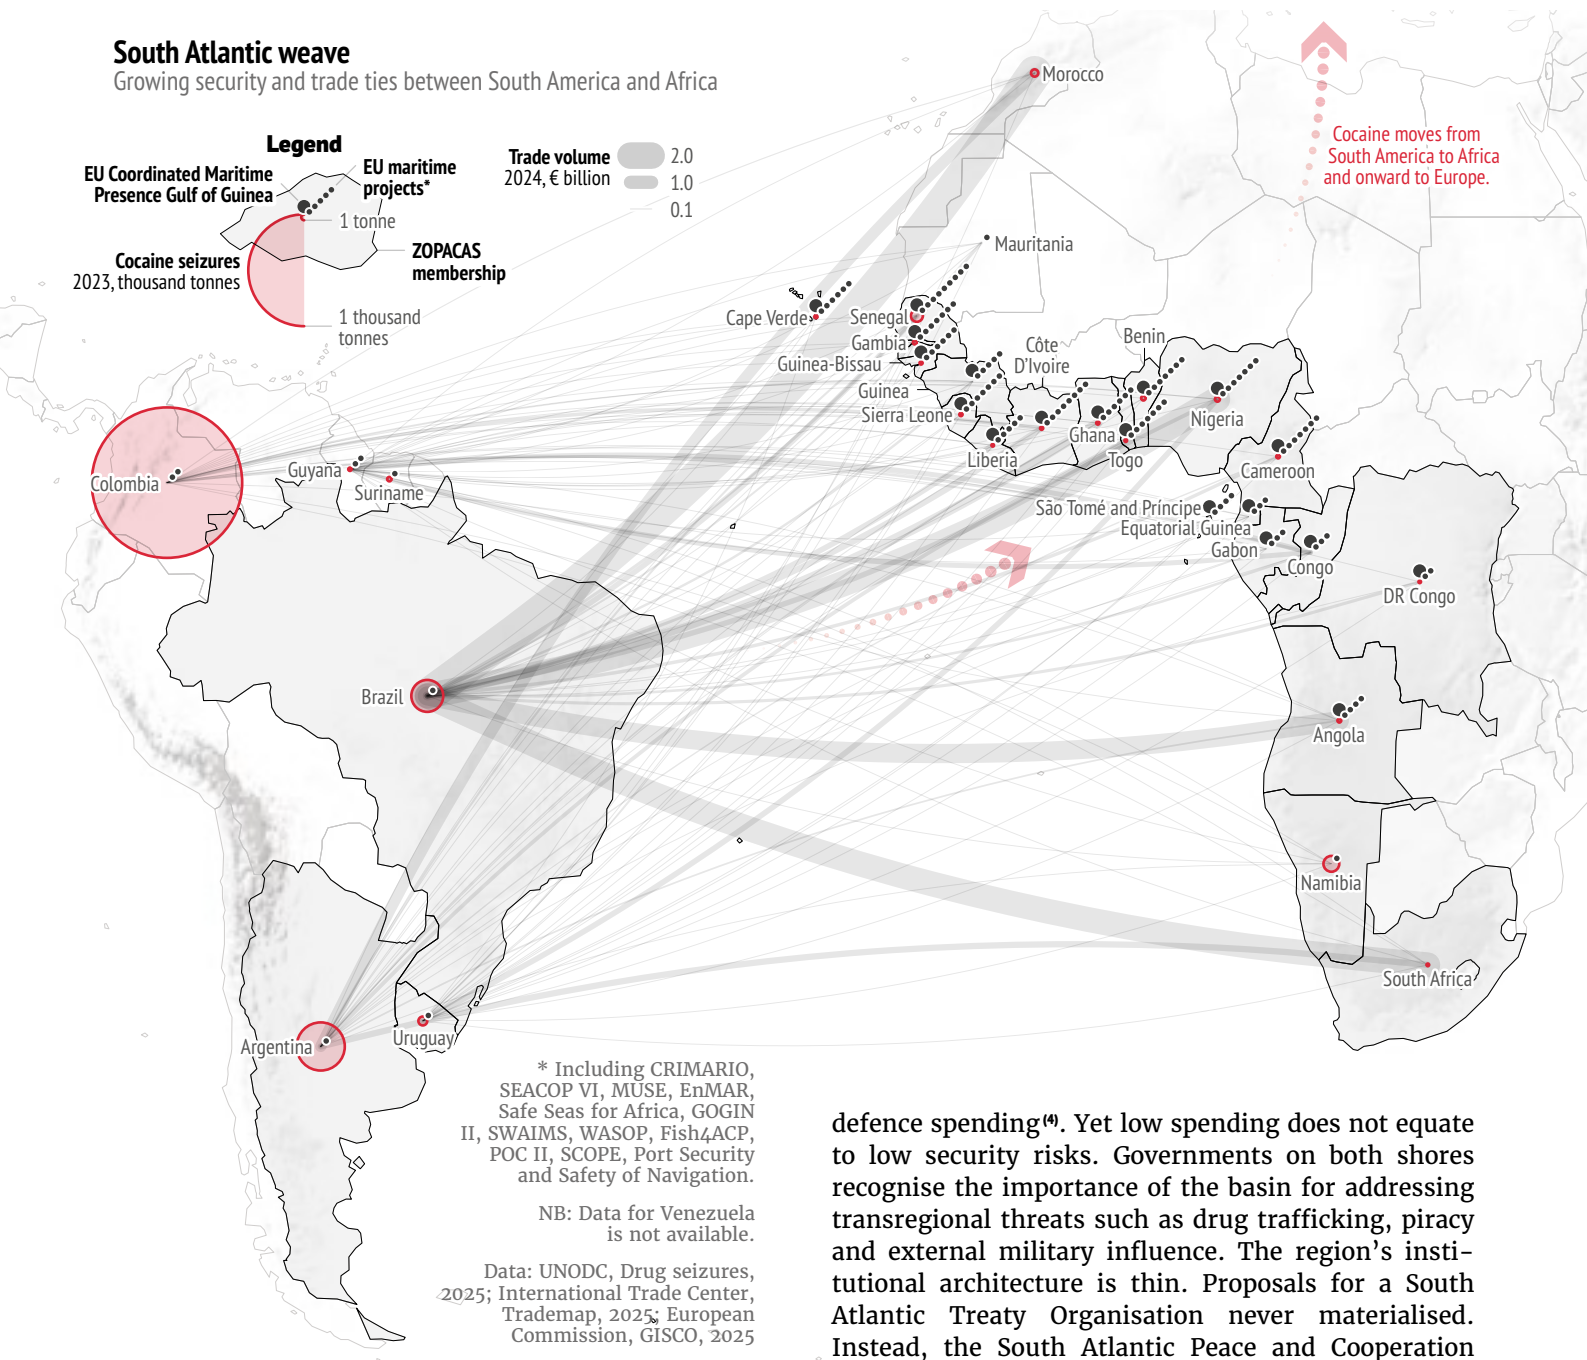 South Atlantic weave
Growing security and trade ties between South America and Africa
Legend
EU Coordinated Maritime
Presence Gulf of Guinea
EU maritime
projects*
1 tonne
Cocaine seizures
2023, thousand tonnes
ZOPACAS
membership
1 thousand
tonnes
Trade volume
2024, € billion
2.0
1.0
0.1
Cocaine moves from
South America to Africa
and onward to Europe.
Morocco
Mauritania
Cape Verde
Senegal
Gambia
Guinea-Bissau
Guinea
Sierra Leone
Liberia
Côte
D'Ivoire
Ghana
Togo
Benin
Nigeria
Cameroon
São Tomé and Príncipe
Equatorial Guinea
Gabon
Congo
DR Congo
Angola
Namibia
South Africa
Colombia
Guyana
Suriname
Brazil
Argentina
Uruguay
* Including CRIMARIO,
SEACOP VI, MUSE, EnMAR,
Safe Seas for Africa, GOGIN
II, SWAIMS, WASOP, Fish4ACP,
POC II, SCOPE, Port Security
and Safety of Navigation.
NB: Data for Venezuela
is not available.
Data: UNODC, Drug seizures,
2025; International Trade Center,
Trademap, 2025; European
Commission, GISCO, 2025
defence spending(4). Yet low spending does not equate
to low security risks. Governments on both shores
recognise the importance of the basin for addressing
transregional threats such as drug trafficking, piracy
and external military influence. The region's insti-
tutional architecture is thin. Proposals for a South
Atlantic Treaty Organisation never materialised.
Instead, the South Atlantic Peace and Cooperation